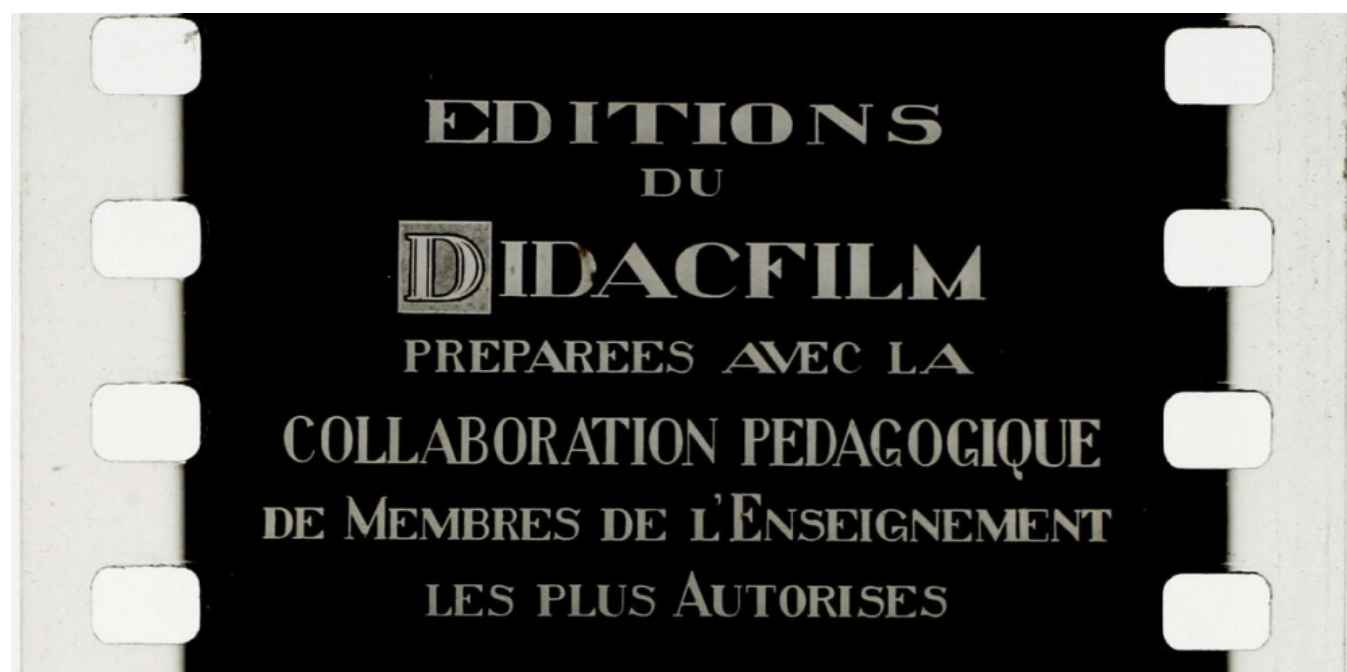 EDITIONS
DU
DIDACFILM
PREPAREES AVEC LA
COLLABORATION PEDAGOGIQUE
DE MEMBRES DE L'ENSEIGNEMENT
LES PLUS AUTORISES